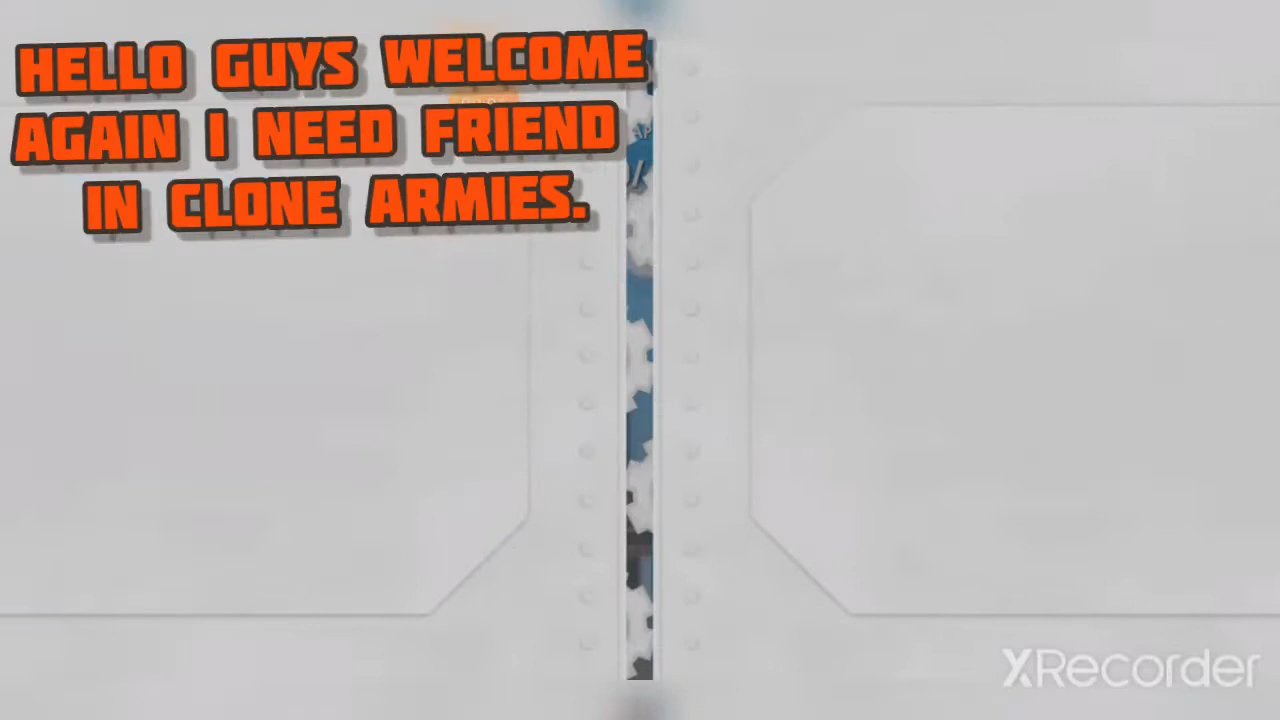 HELLO GUYS WELCOME
AGAIN I NEED FRIEND
IN CLONE ARMIES.
XRecorder